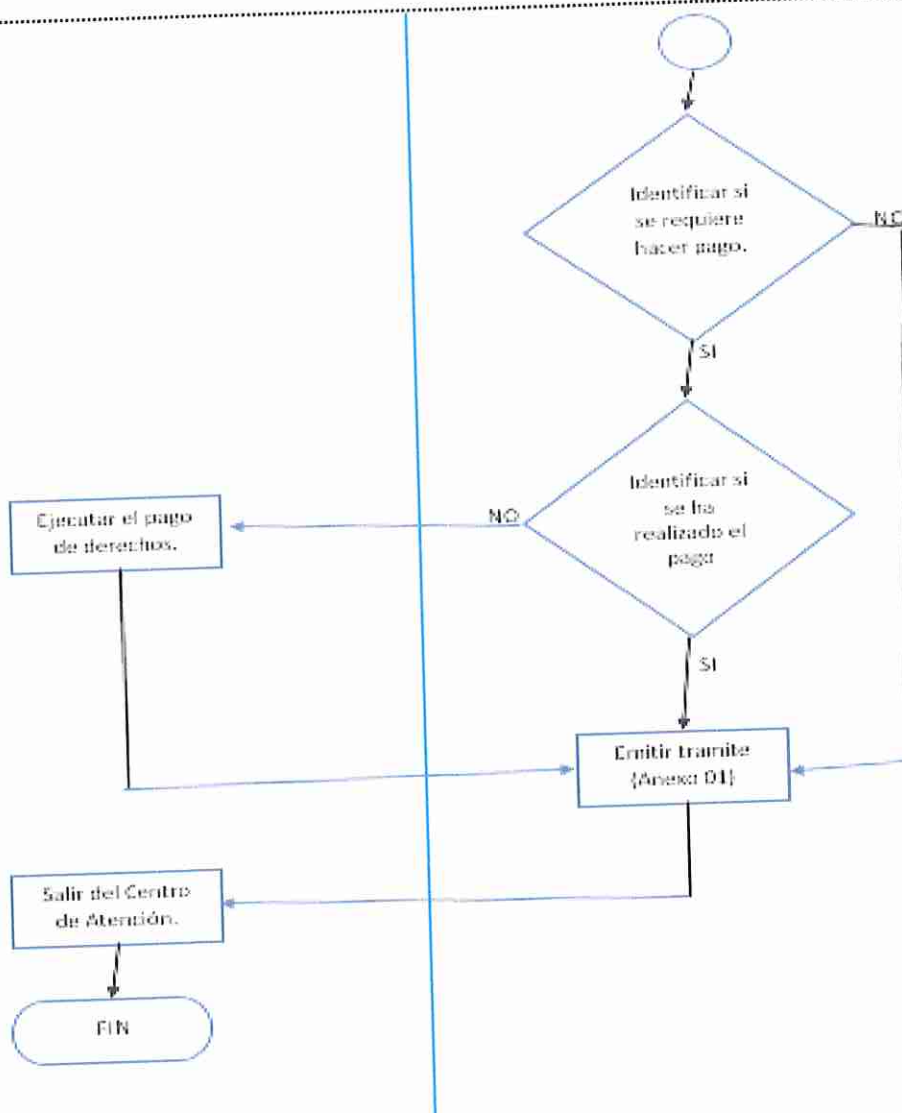 Identificar si
se requiere
hacer pago.
NO
SI
Identificar si
se ha
realizado el
pago
NO
Ejecutar el pago
de derechos.
SI
Emitir tramite
(Anexo 01)
Salir del Centro
de Atención.
FIN